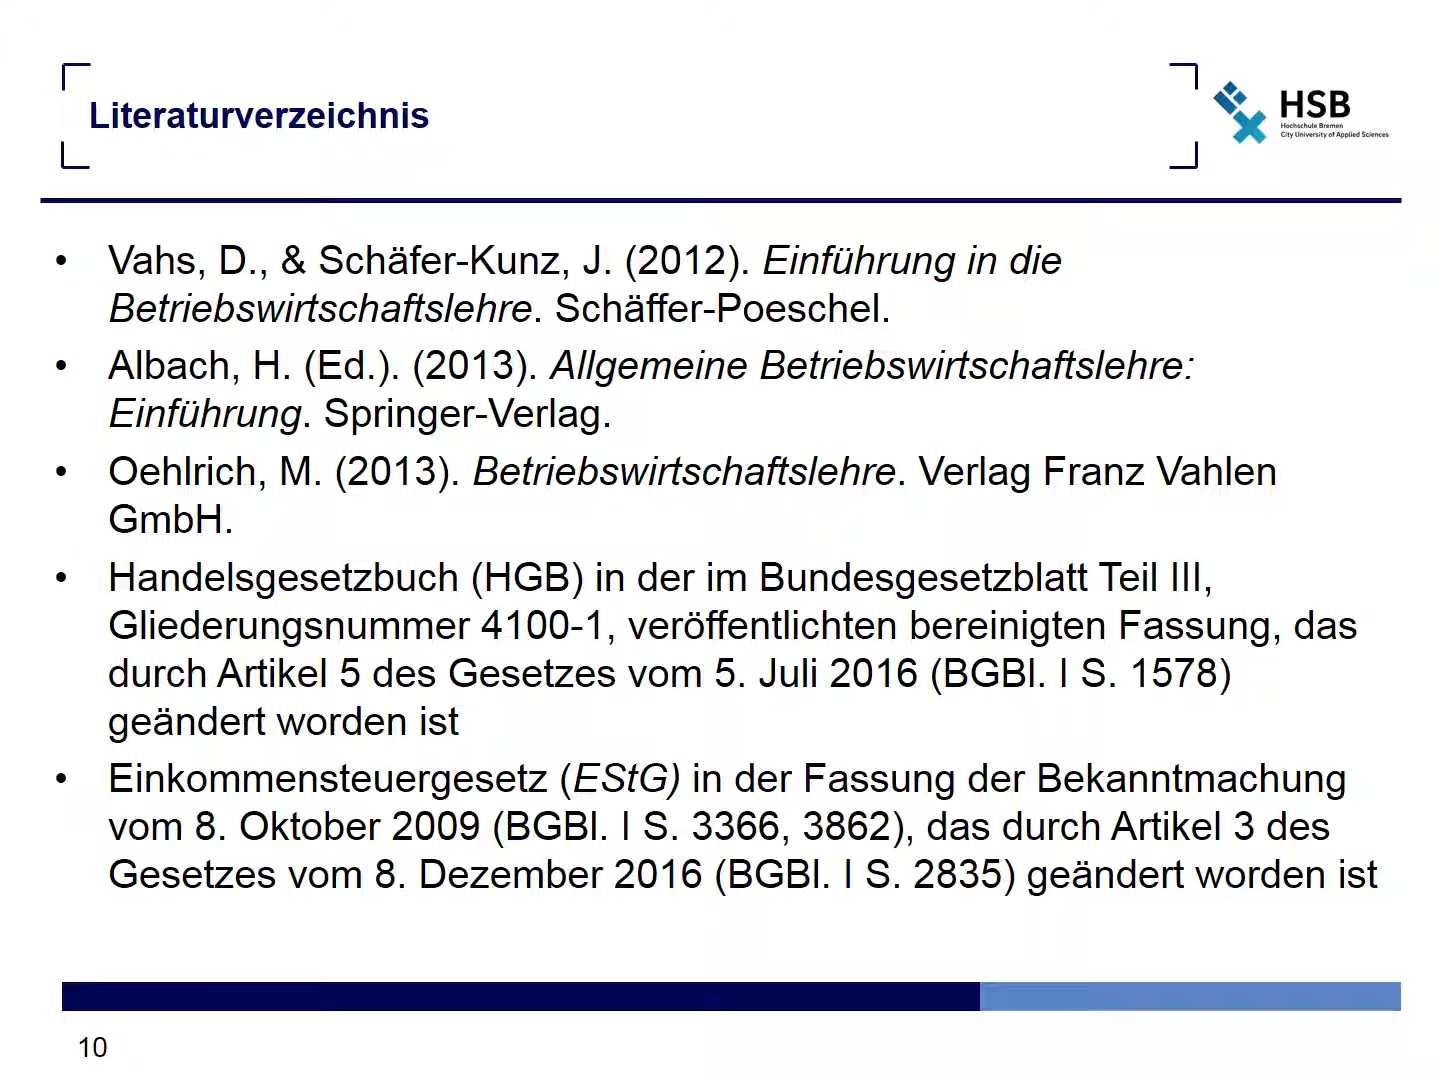 Literaturverzeichnis
HSB
Hochschule Bremen
City University of Applied Sciences
• Vahs, D., & Schäfer-Kunz, J. (2012). Einführung in die
Betriebswirtschaftslehre. Schäffer-Poeschel.
• Albach, H. (Ed.). (2013). Allgemeine Betriebswirtschaftslehre:
Einführung. Springer-Verlag.
• Oehlrich, M. (2013). Betriebswirtschaftslehre. Verlag Franz Vahlen
GmbH.
• Handelsgesetzbuch (HGB) in der im Bundesgesetzblatt Teil III,
Gliederungsnummer 4100-1, veröffentlichten bereinigten Fassung, das
durch Artikel 5 des Gesetzes vom 5. Juli 2016 (BGBl. I S. 1578)
geändert worden ist
• Einkommensteuergesetz (EStG) in der Fassung der Bekanntmachung
vom 8. Oktober 2009 (BGBl. I S. 3366, 3862), das durch Artikel 3 des
Gesetzes vom 8. Dezember 2016 (BGBl. I S. 2835) geändert worden ist
10